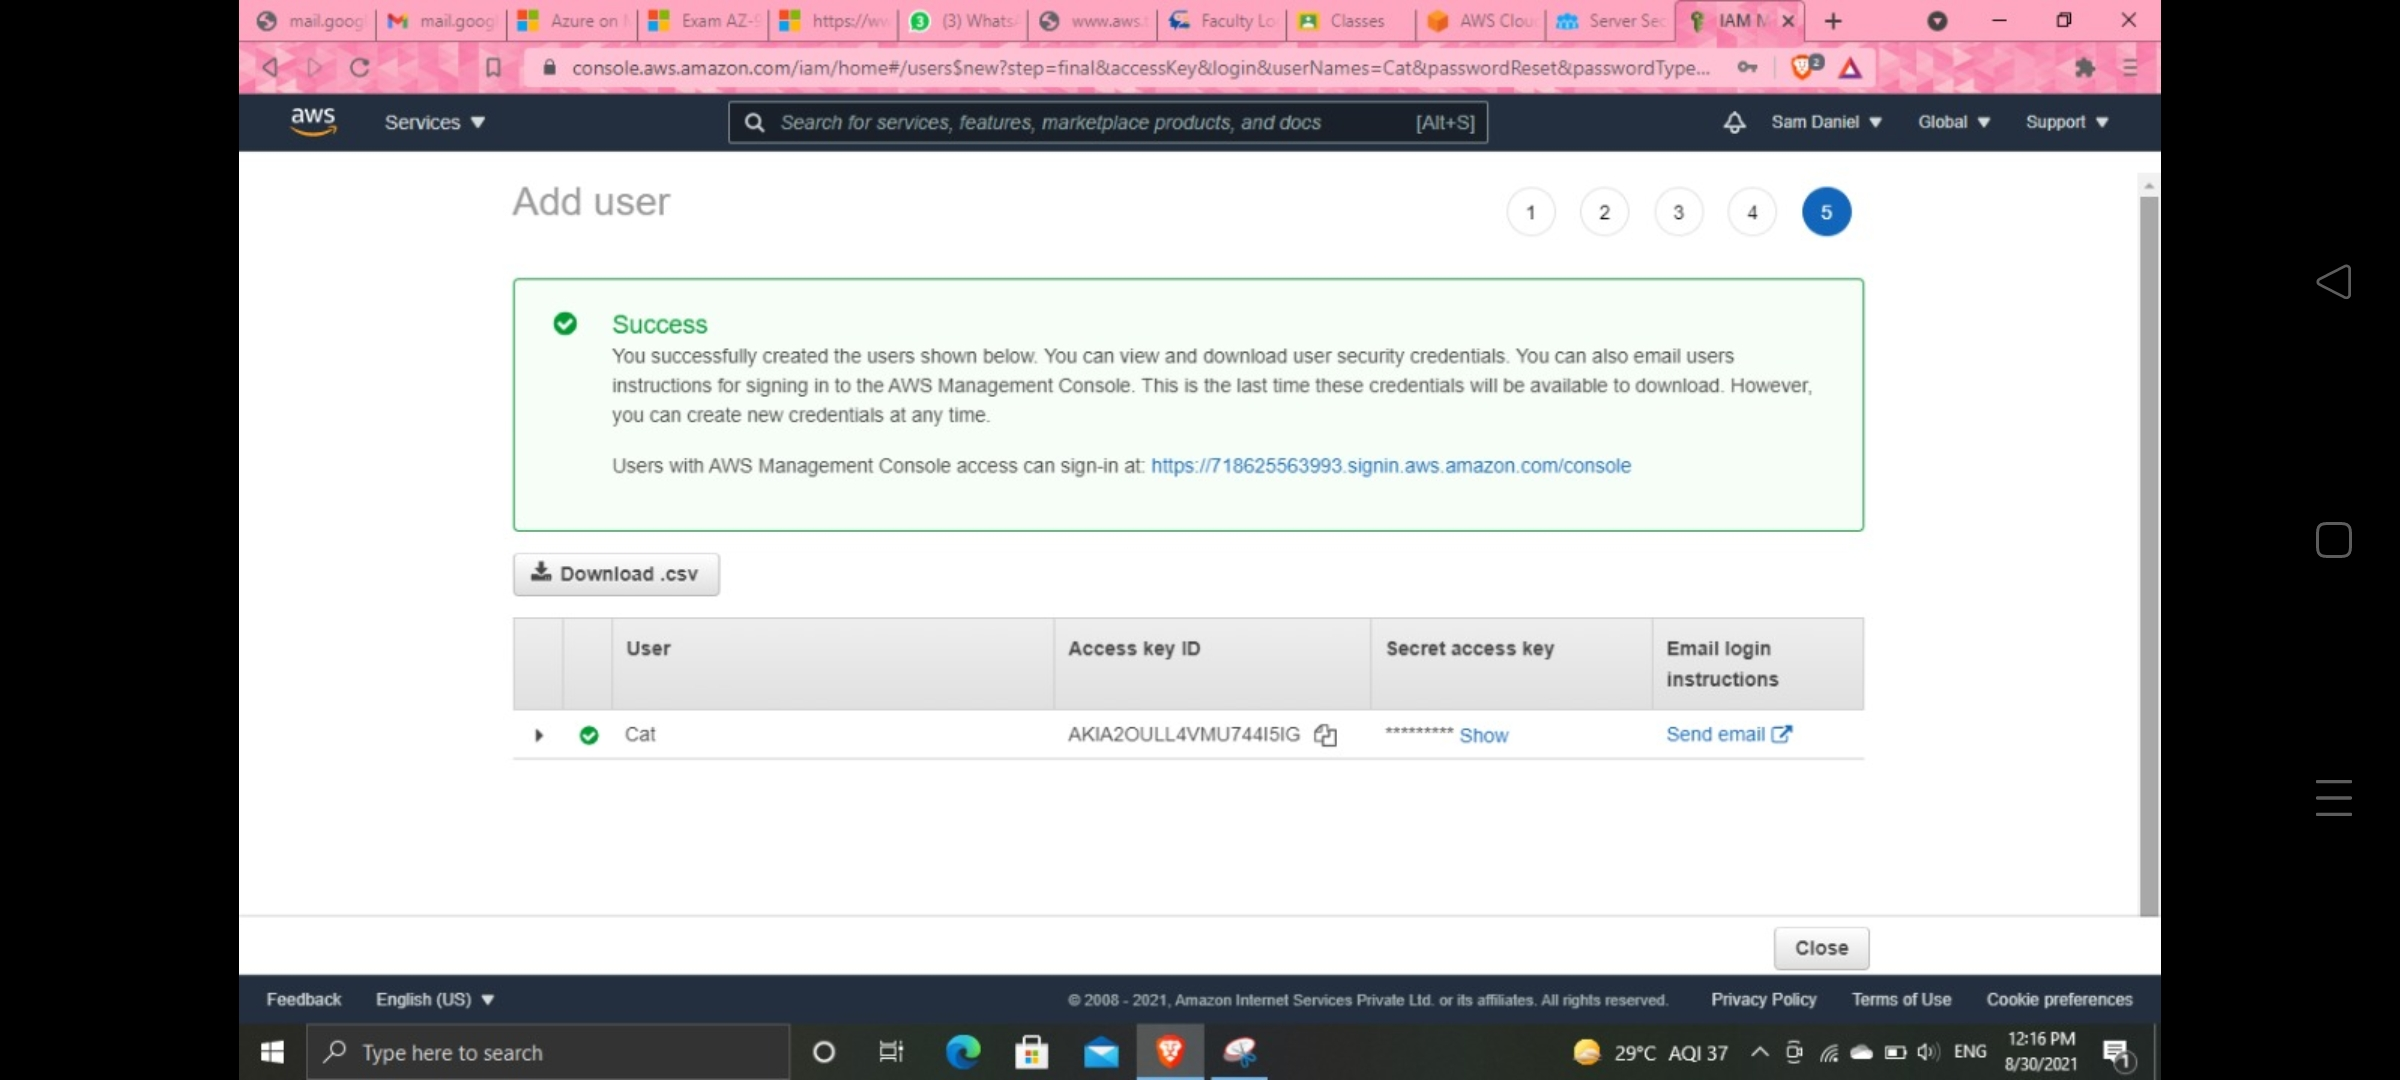 mail.goog
mail.goog
Azure on
Exam AZ-9
https://ww
(3) Whats
www.aws.
Faculty Lo
Classes
AWS Clou
Server Sec
IAM M
console.aws.amazon.com/iam/home#/users$new?step=final&accessKey&login&userNames=Cat&passwordReset&passwordType...
2
aws
Services
Search for services, features, marketplace products, and docs
[Alt+S]
Sam Daniel
Global
Support
Add user
1 2 3 4 5
Success
You successfully created the users shown below. You can view and download user security credentials. You can also email users
instructions for signing in to the AWS Management Console. This is the last time these credentials will be available to download. However,
you can create new credentials at any time.
Users with AWS Management Console access can sign-in at: https://718625563993.signin.aws.amazon.com/console
Download .csv
User
Access key ID
Secret access key
Email login
instructions
Cat
AKIA2OULL4VMU744I5IG
********* Show
Send email
Close
Feedback
English (US)
© 2008 - 2021, Amazon Internet Services Private Ltd. or its affiliates. All rights reserved.
Privacy Policy
Terms of Use
Cookie preferences
Type here to search
29°C AQI 37
ENG
12:16 PM
8/30/2021
1